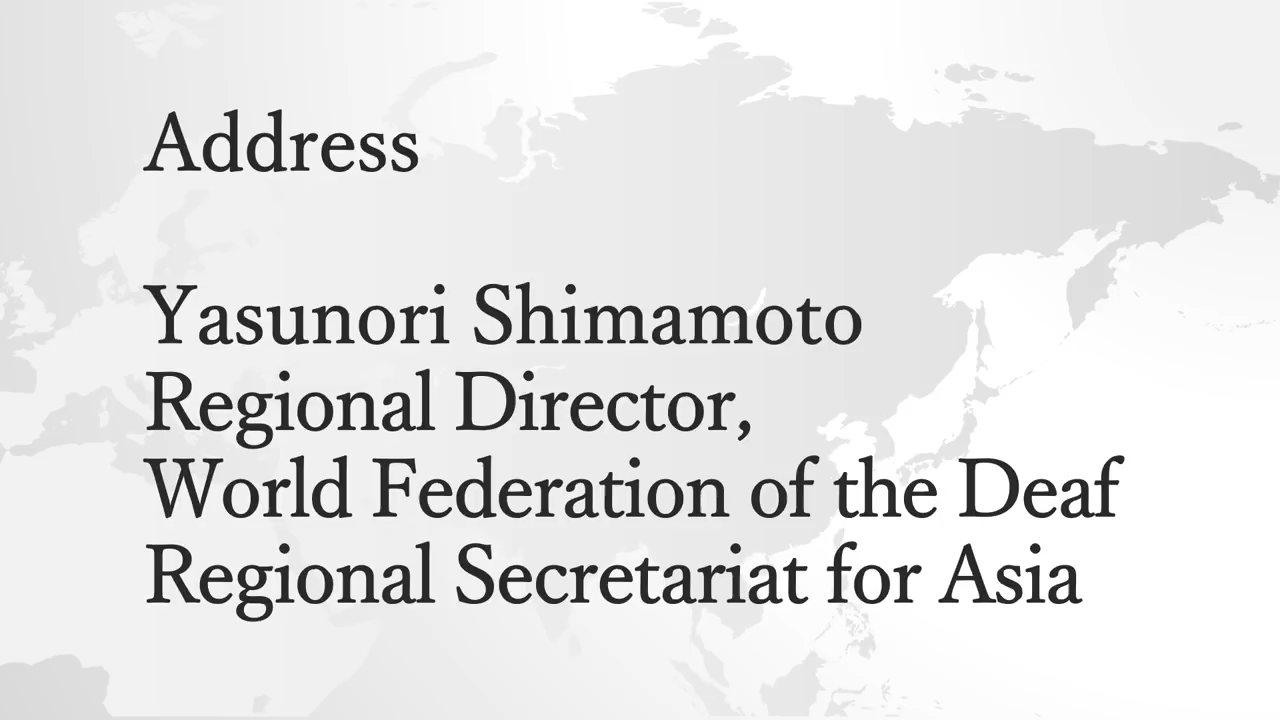 Address
Yasunori Shimamoto
Regional Director,
World Federation of the Deaf
Regional Secretariat for Asia